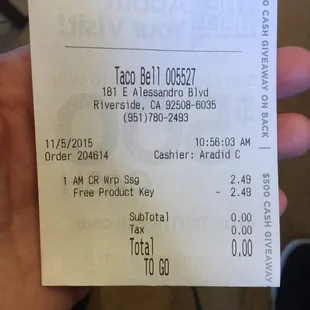 Taco Bell 005527
181 E Alessandro Blvd
Riverside, CA 92508-6035
(951)780-2493
11/5/2015 10:56:03 AM
Order 204614 Cashier: Aradid C
1 AM CR Wrp Ssg 2.49
Free Product Key - 2.49
SubTotal 0.00
Tax 0.00
Total 0.00
TO GO
CASH GIVEAWAY ON BACK
$500 CASH GIVEAWAY